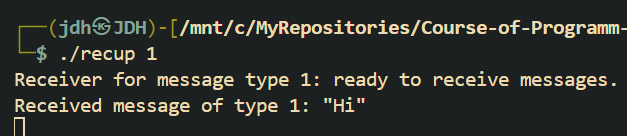 ┌──(jdh㉿JDH)-[/mnt/c/MyRepositories/Course-of-Programm-
└─$ ./recup 1
Receiver for message type 1: ready to receive messages.
Received message of type 1: "Hi"